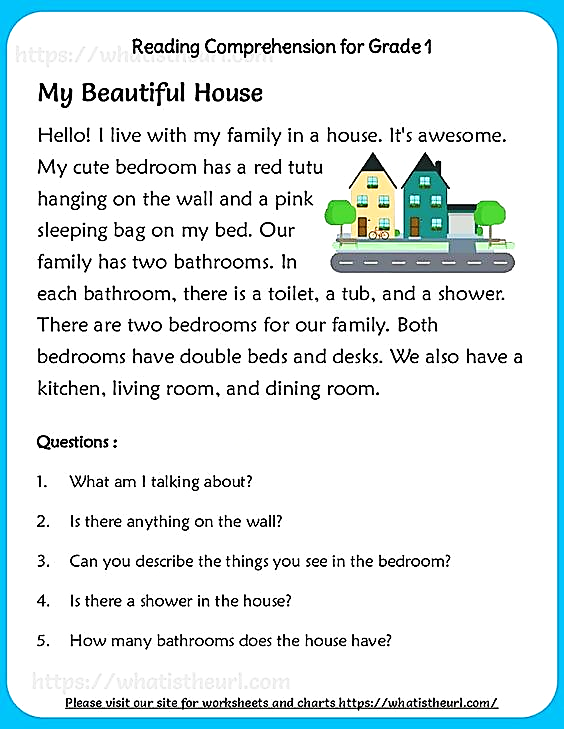 Reading Comprehension for Grade 1
https://whatistheurl.com
My Beautiful House
Hello! I live with my family in a house. It's awesome.
My cute bedroom has a red tutu
hanging on the wall and a pink
sleeping bag on my bed. Our
family has two bathrooms. In
each bathroom, there is a toilet, a tub, and a shower.
There are two bedrooms for our family. Both
bedrooms have double beds and desks. We also have a
kitchen, living room, and dining room.
Questions :
1. What am I talking about?
2. Is there anything on the wall?
3. Can you describe the things you see in the bedroom?
4. Is there a shower in the house?
5. How many bathrooms does the house have?
https://whatistheurl.com
Please visit our site for worksheets and charts https://whatistheurl.com/